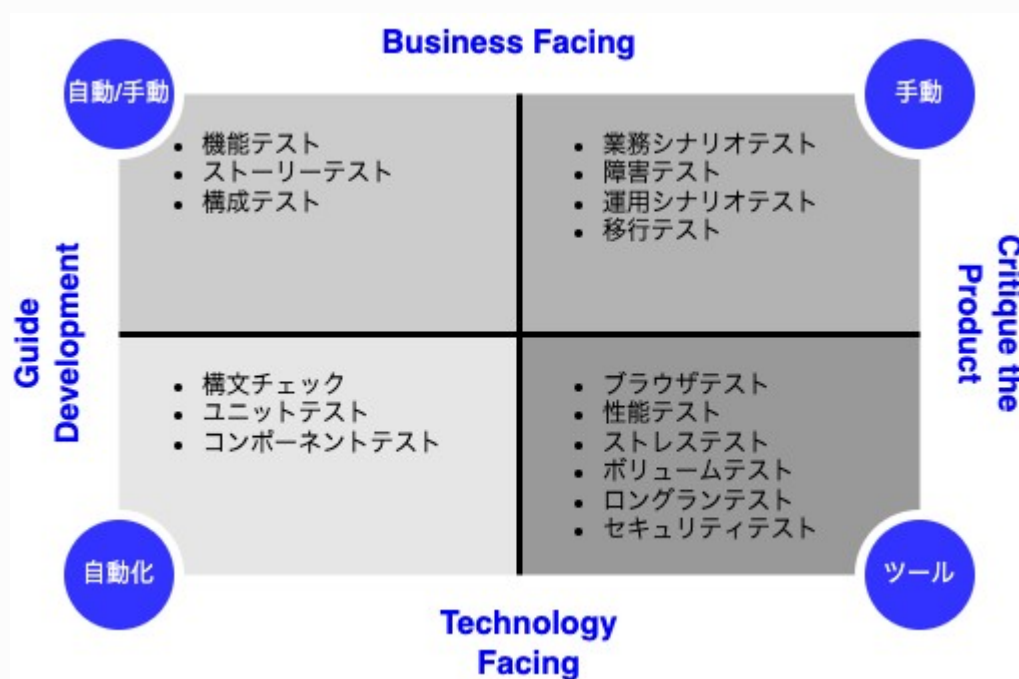 Business Facing
自動/手動
手動
• 機能テスト
• ストーリーテスト
• 構成テスト
• 業務シナリオテスト
• 障害テスト
• 運用シナリオテスト
• 移行テスト
Guide
Development
Critique the
Product
• 構文チェック
• ユニットテスト
• コンポーネントテスト
• ブラウザテスト
• 性能テスト
• ストレステスト
• ボリュームテスト
• ロングランテスト
• セキュリティテスト
自動化
ツール
Technology
Facing